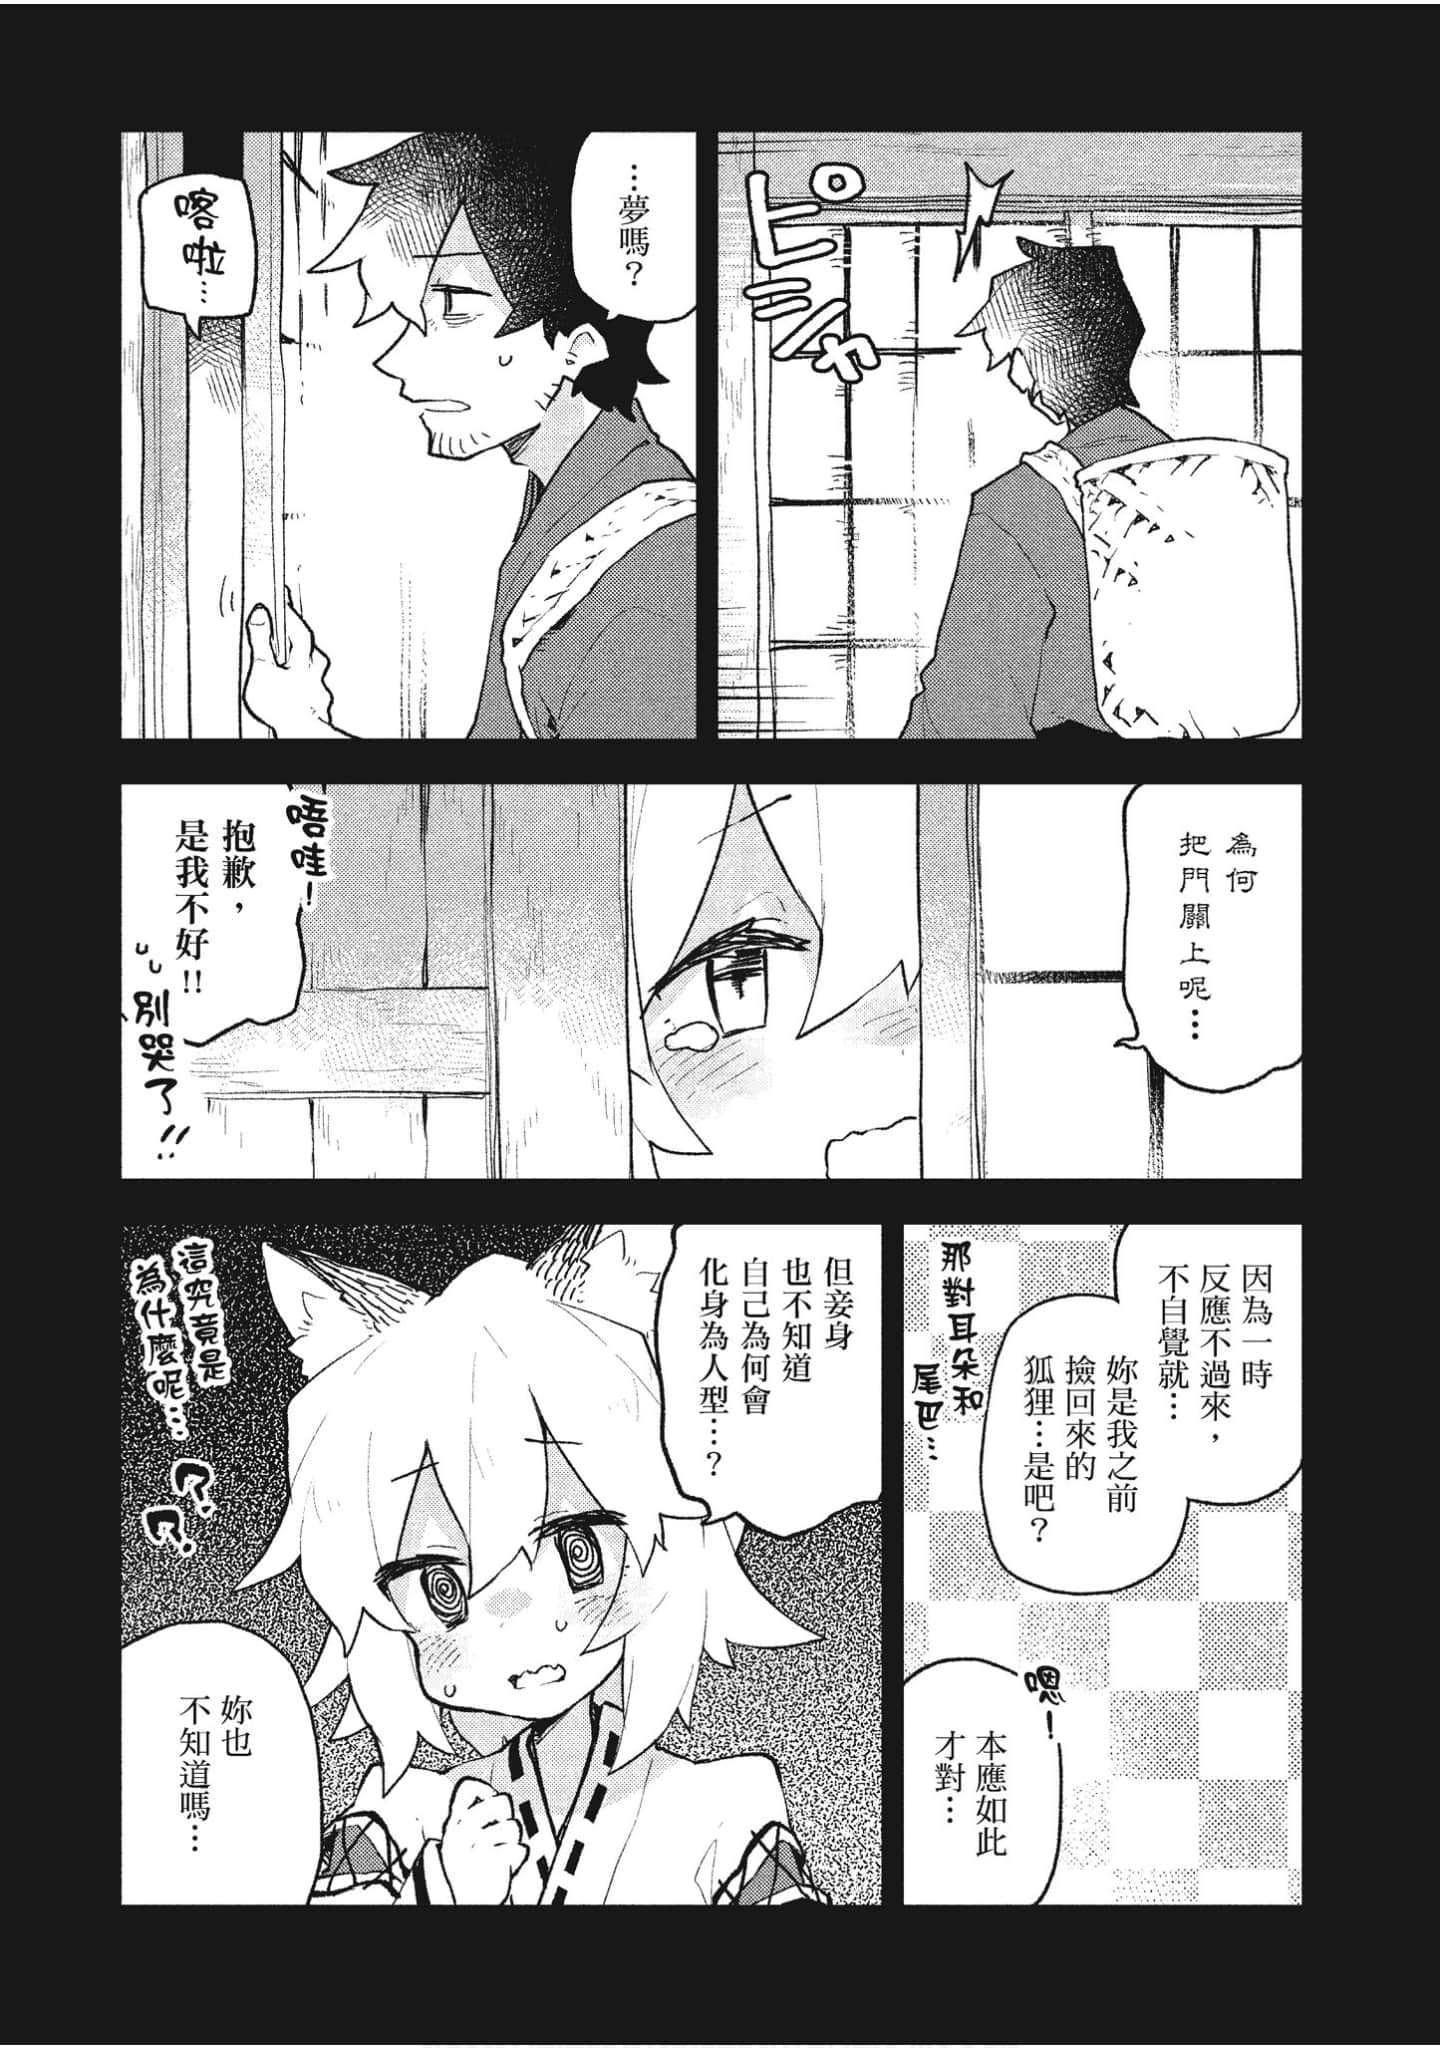 ピシャ
…夢嗎？
喀
啦…
為何
把門關上呢…
唔哇！
抱歉，
是我不好!!
別哭了!!
因為一時
反應不過來，
不自覺就…
妳是我之前
撿回來的
狐狸…是吧？
那對耳朵和
尾巴…
嗯！
本應如此
才對…
但妾身
也不知道
自己為何會
化身為人型…？
這究竟是
為什麼呢…
？
？
妳也
不知道嗎…